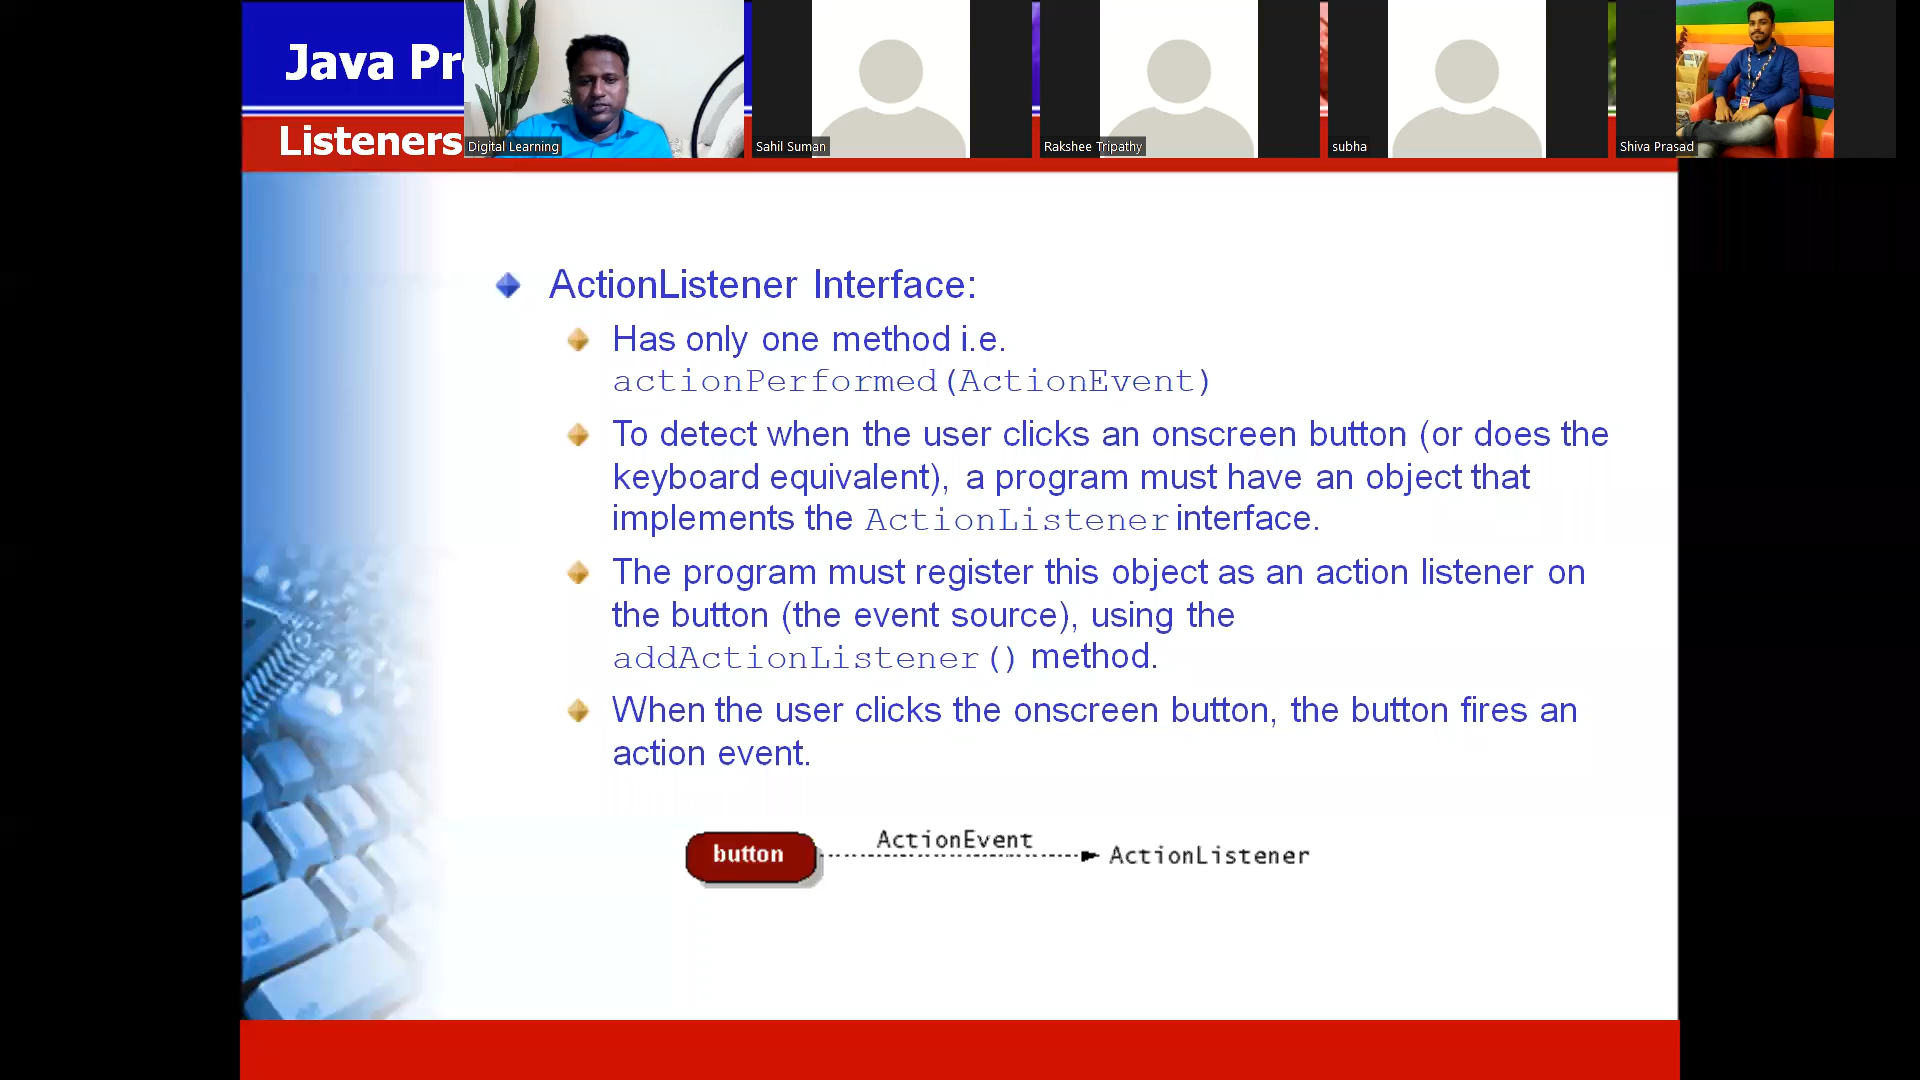 Java Pr
Listeners
Digital Learning
Sahil Suman
Rakshee Tripathy
subha
Shiva Prasad
ActionListener Interface:
Has only one method i.e.
actionPerformed(ActionEvent)
To detect when the user clicks an onscreen button (or does the
keyboard equivalent), a program must have an object that
implements the ActionListener interface.
The program must register this object as an action listener on
the button (the event source), using the
addActionListener() method.
When the user clicks the onscreen button, the button fires an
action event.
button
ActionEvent
ActionListener